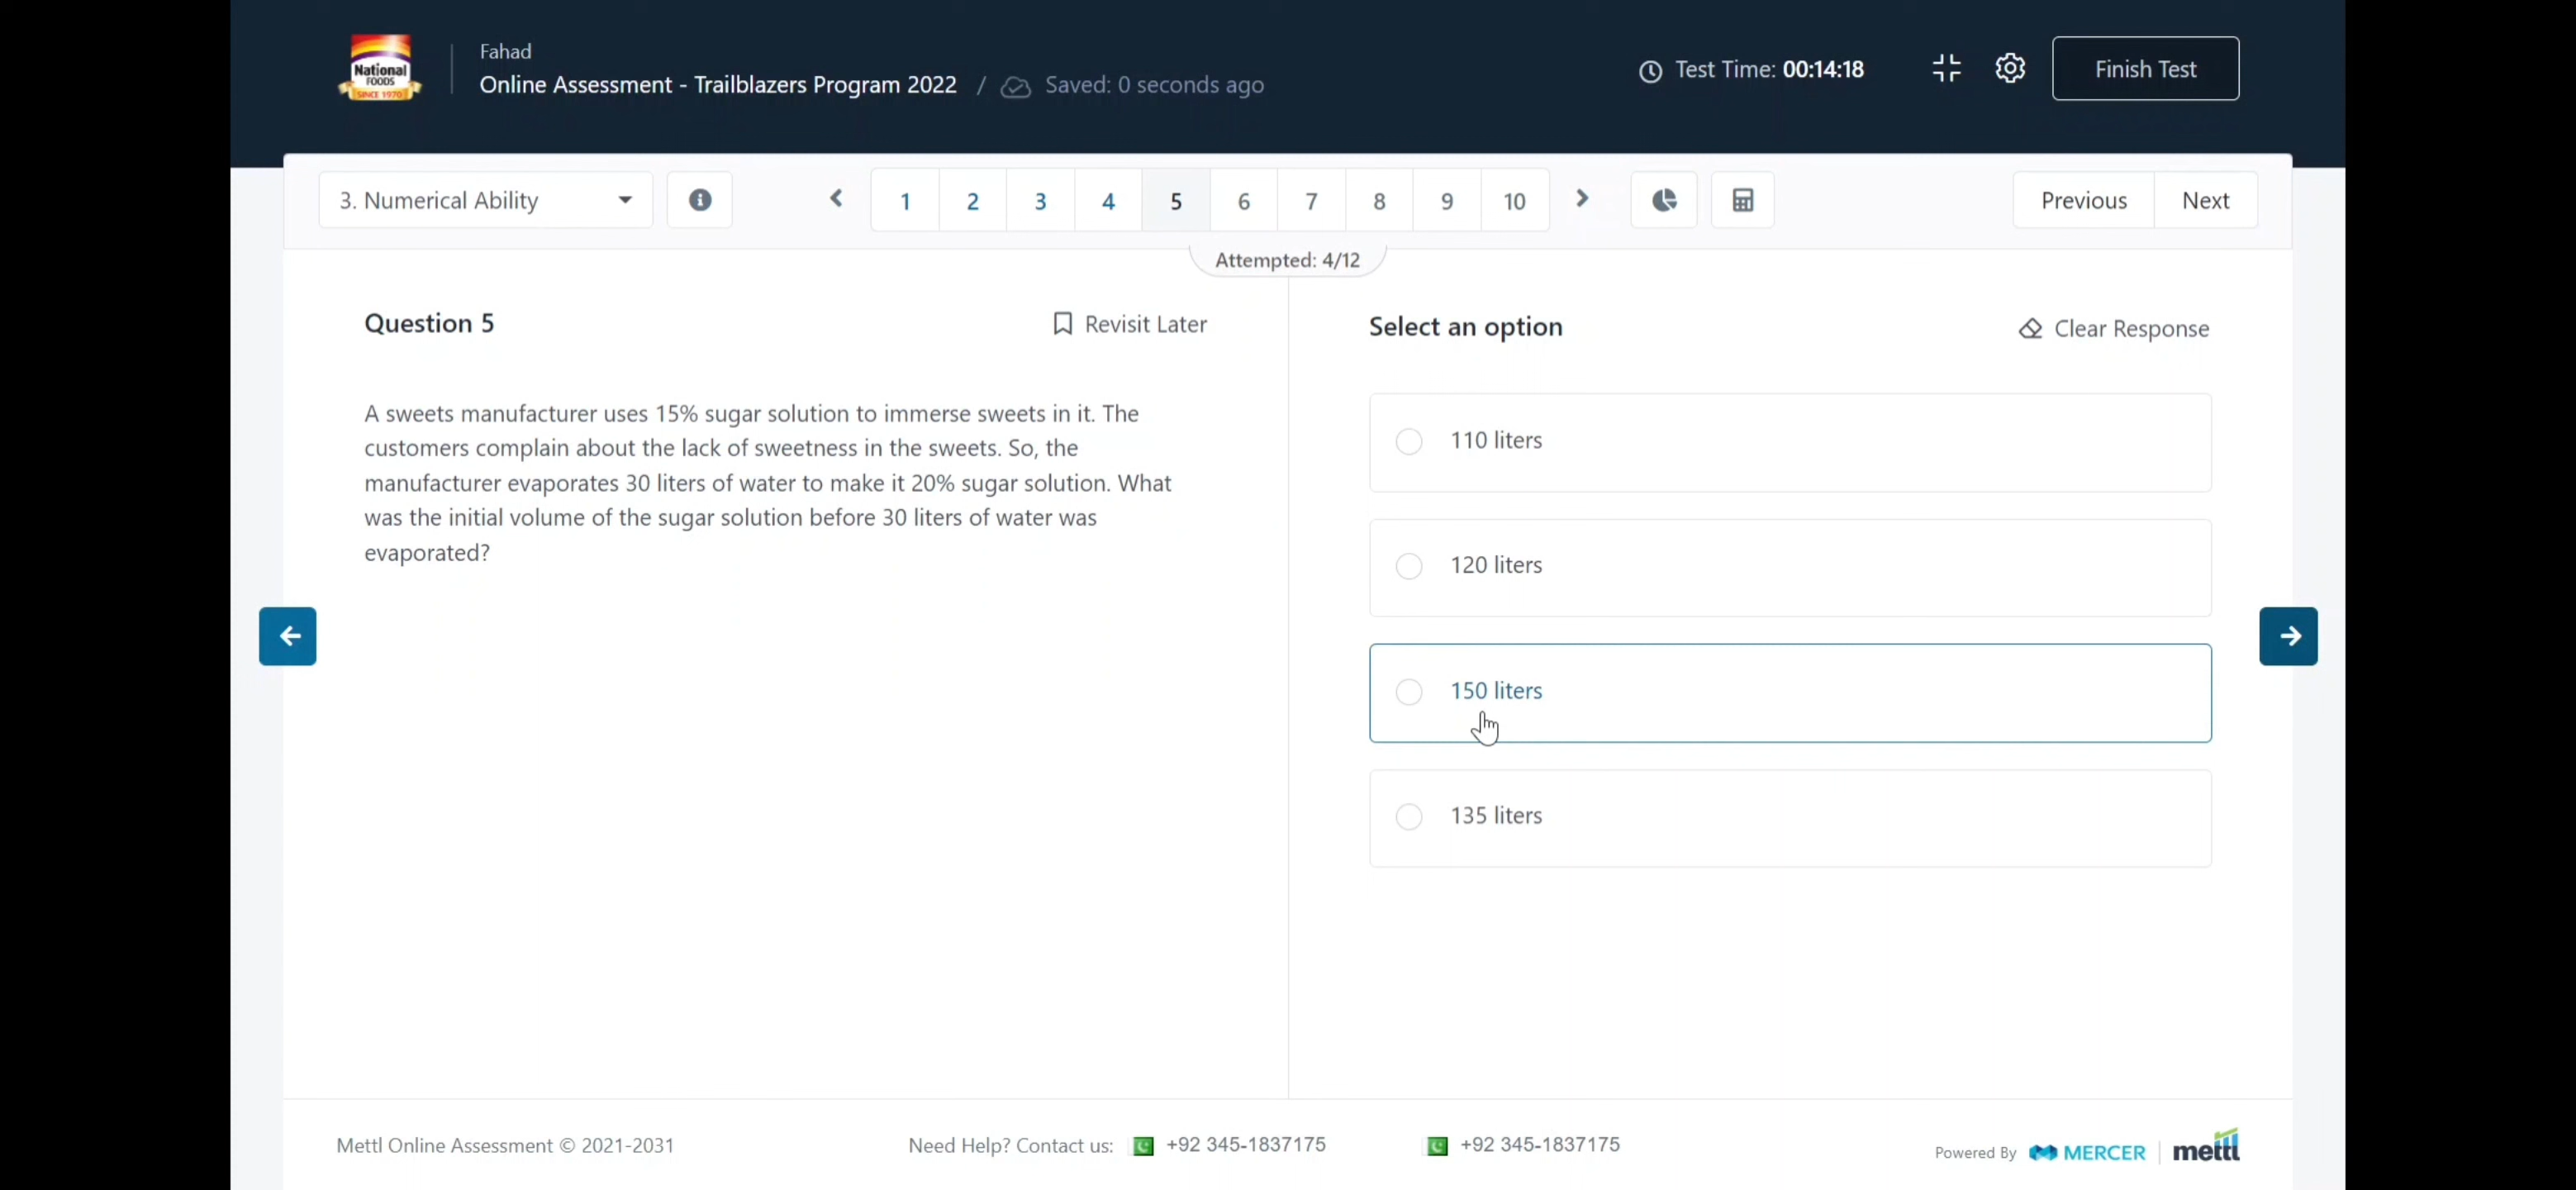 National
FOODS
SINCE 1970
Fahad
Online Assessment - Trailblazers Program 2022 / Saved: 0 seconds ago
Test Time: 00:14:18
Finish Test
3. Numerical Ability
1 2 3 4 5 6 7 8 9 10
Previous Next
Attempted: 4/12
Question 5
Revisit Later
A sweets manufacturer uses 15% sugar solution to immerse sweets in it. The
customers complain about the lack of sweetness in the sweets. So, the
manufacturer evaporates 30 liters of water to make it 20% sugar solution. What
was the initial volume of the sugar solution before 30 liters of water was
evaporated?
Select an option
Clear Response
110 liters
120 liters
150 liters
135 liters
Mettl Online Assessment © 2021-2031
Need Help? Contact us: +92 345-1837175 +92 345-1837175
Powered By MERCER | mettl